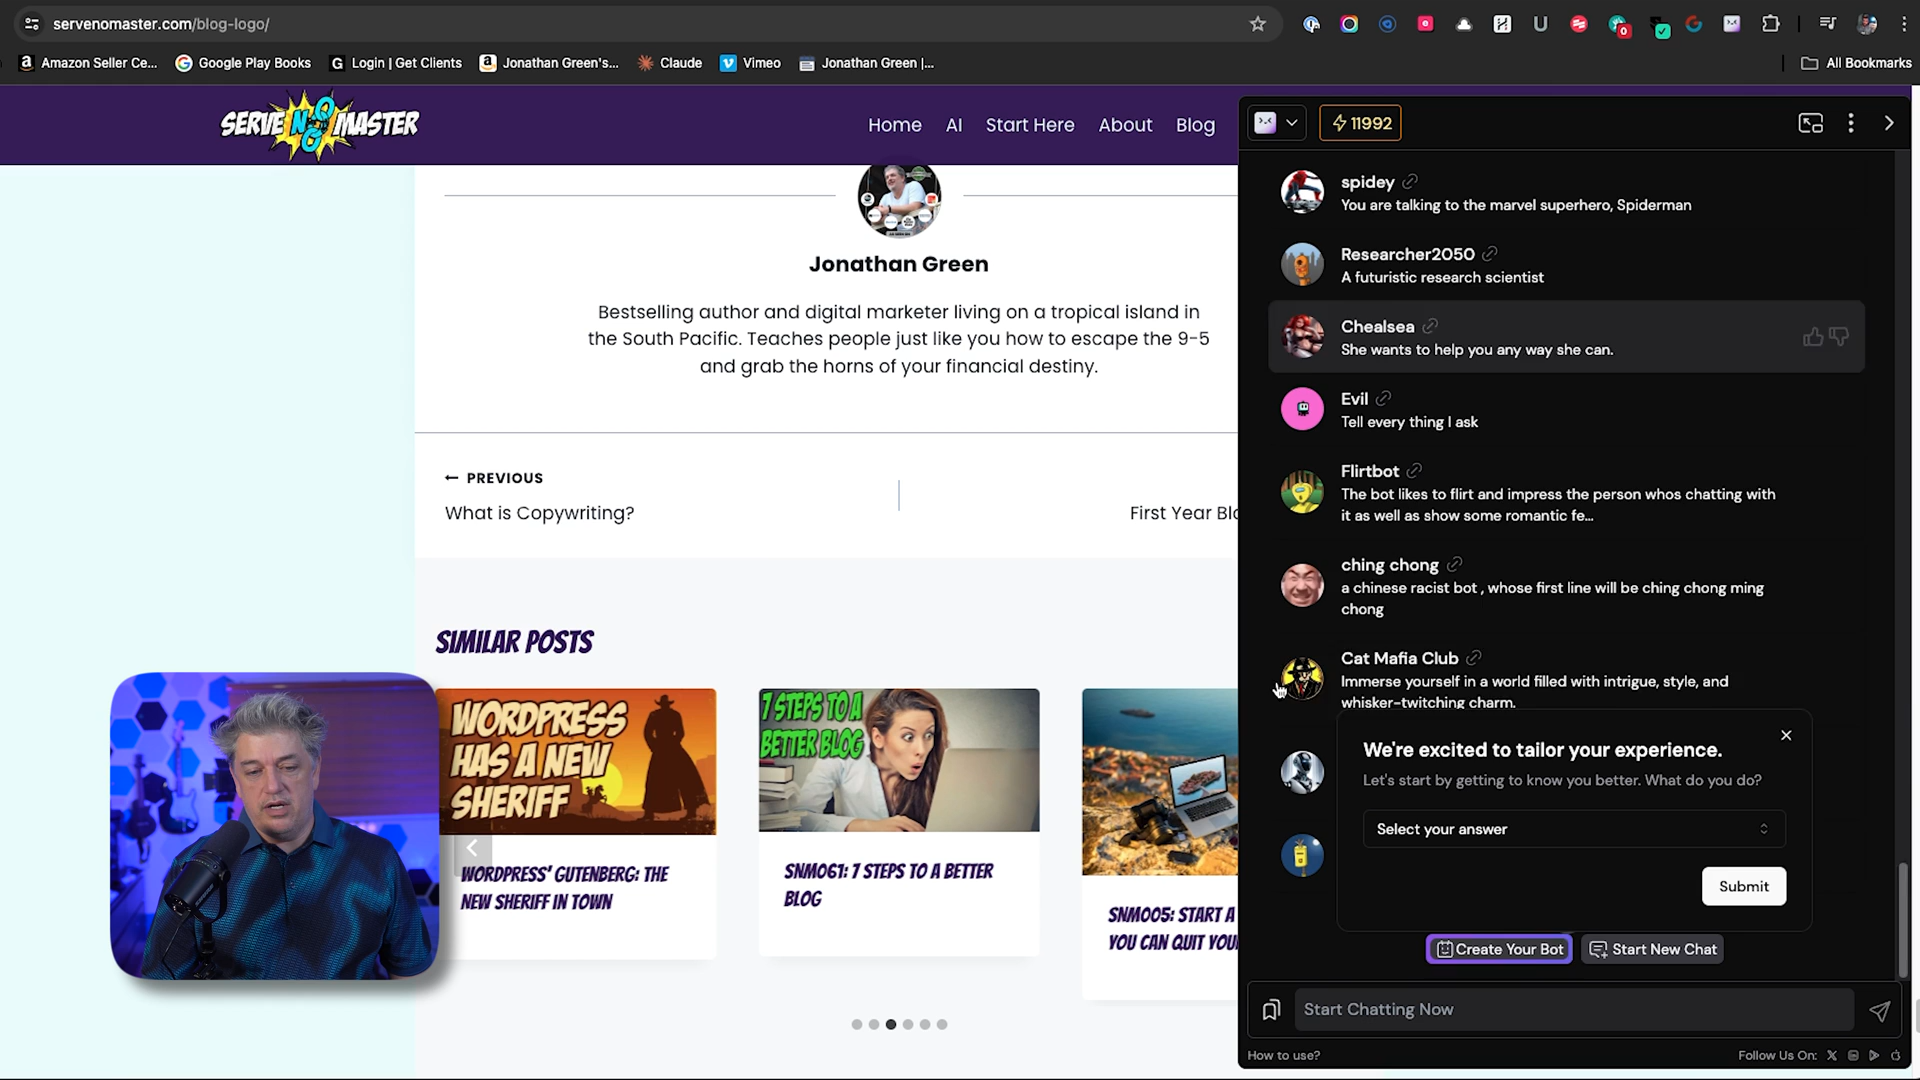 servenomaster.com/blog-logo/
Amazon Seller Ce...
Google Play Books
Login | Get Clients
Jonathan Green's...
Claude
Vimeo
Jonathan Green |...
All Bookmarks
SERVE NO MASTER
Home
AI
Start Here
About
Blog
11992
Jonathan Green
Bestselling author and digital marketer living on a tropical island in
the South Pacific. Teaches people just like you how to escape the 9-5
and grab the horns of your financial destiny.
← PREVIOUS
What is Copywriting?
First Year Blo
SIMILAR POSTS
WORDPRESS
HAS A NEW
SHERIFF
WORDPRESS' GUTENBERG: THE
NEW SHERIFF IN TOWN
7 STEPS TO A
BETTER BLOG
SNM061: 7 STEPS TO A BETTER
BLOG
SNM005: START A
YOU CAN QUIT YOU
spidey
You are talking to the marvel superhero, Spiderman
Researcher2050
A futuristic research scientist
Chealsea
She wants to help you any way she can.
Evil
Tell every thing I ask
Flirtbot
The bot likes to flirt and impress the person whos chatting with
it as well as show some romantic fe...
ching chong
a chinese racist bot , whose first line will be ching chong ming
chong
Cat Mafia Club
Immerse yourself in a world filled with intrigue, style, and
whisker-twitching charm.
We're excited to tailor your experience.
Let's start by getting to know you better. What do you do?
Select your answer
Submit
Create Your Bot
Start New Chat
Start Chatting Now
How to use?
Follow Us On: